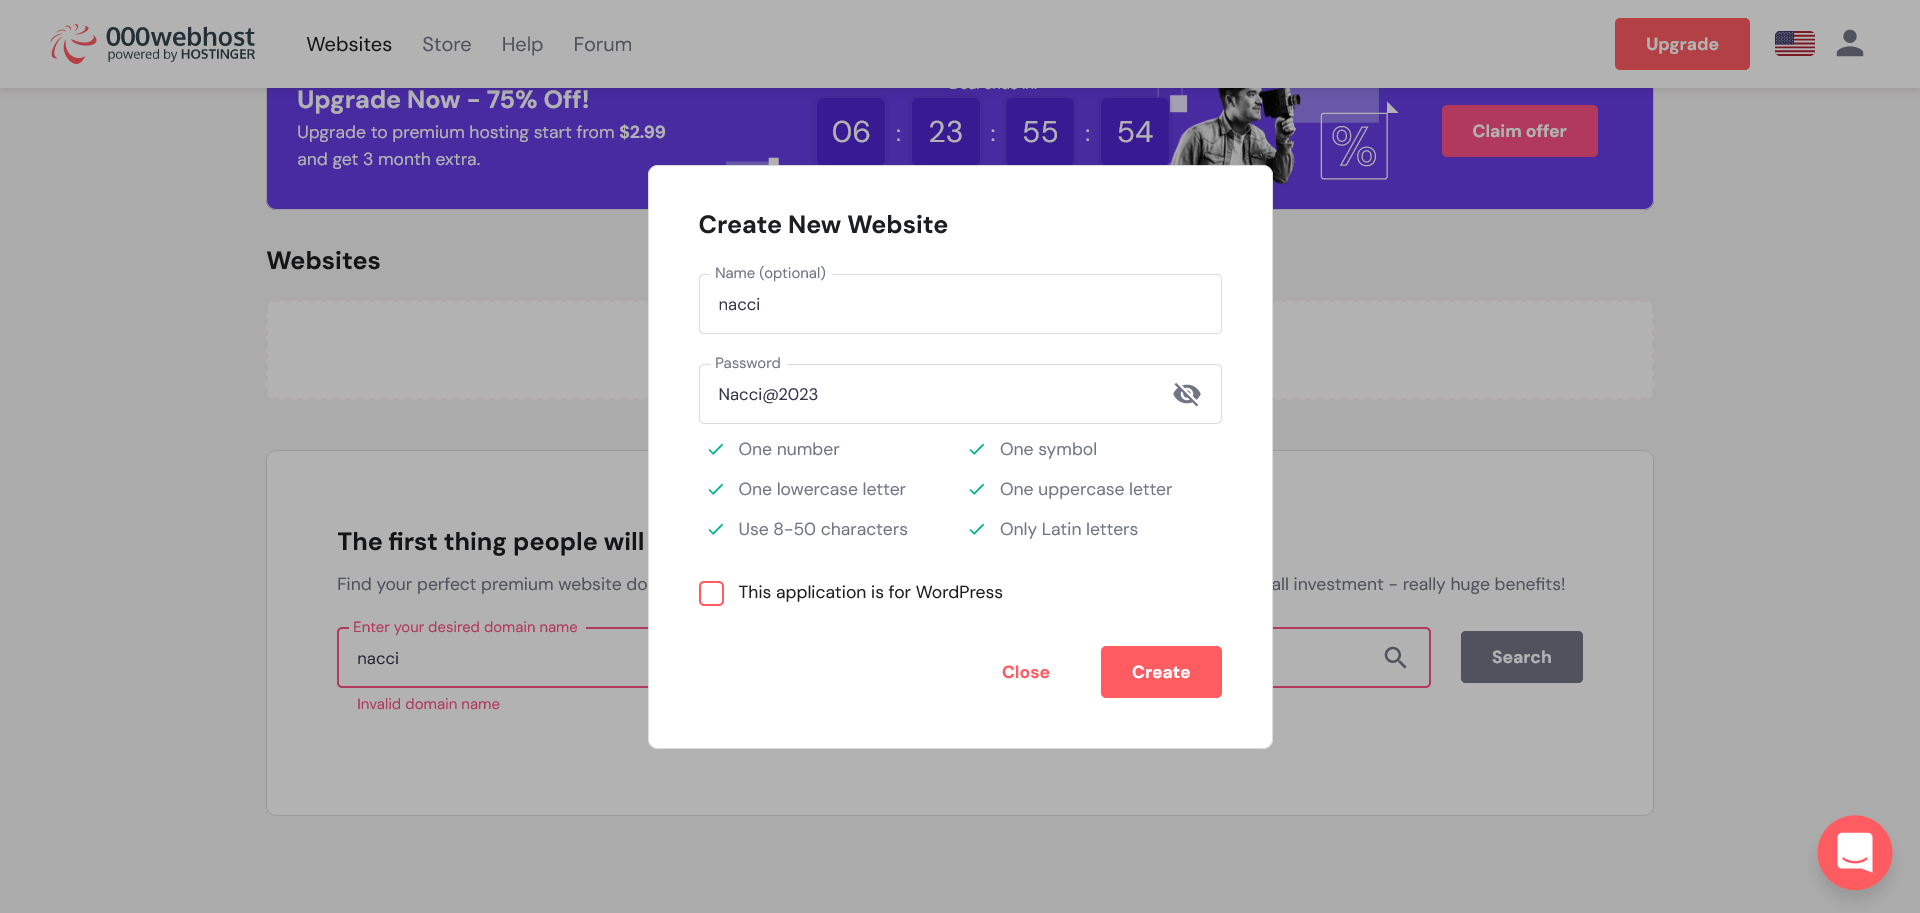 000webhost
powered by HOSTINGER
Websites
Store
Help
Forum
Upgrade
Upgrade Now - 75% Off!
Upgrade to premium hosting start from $2.99
and get 3 month extra.
06 : 23 : 55 : 54
%
Claim offer
Websites
Create New Website
Name (optional)
nacci
Password
Nacci@2023
One number
One symbol
One lowercase letter
One uppercase letter
Use 8-50 characters
Only Latin letters
This application is for WordPress
Close
Create
The first thing people will
Find your perfect premium website do
all investment - really huge benefits!
Enter your desired domain name
nacci
Search
Invalid domain name